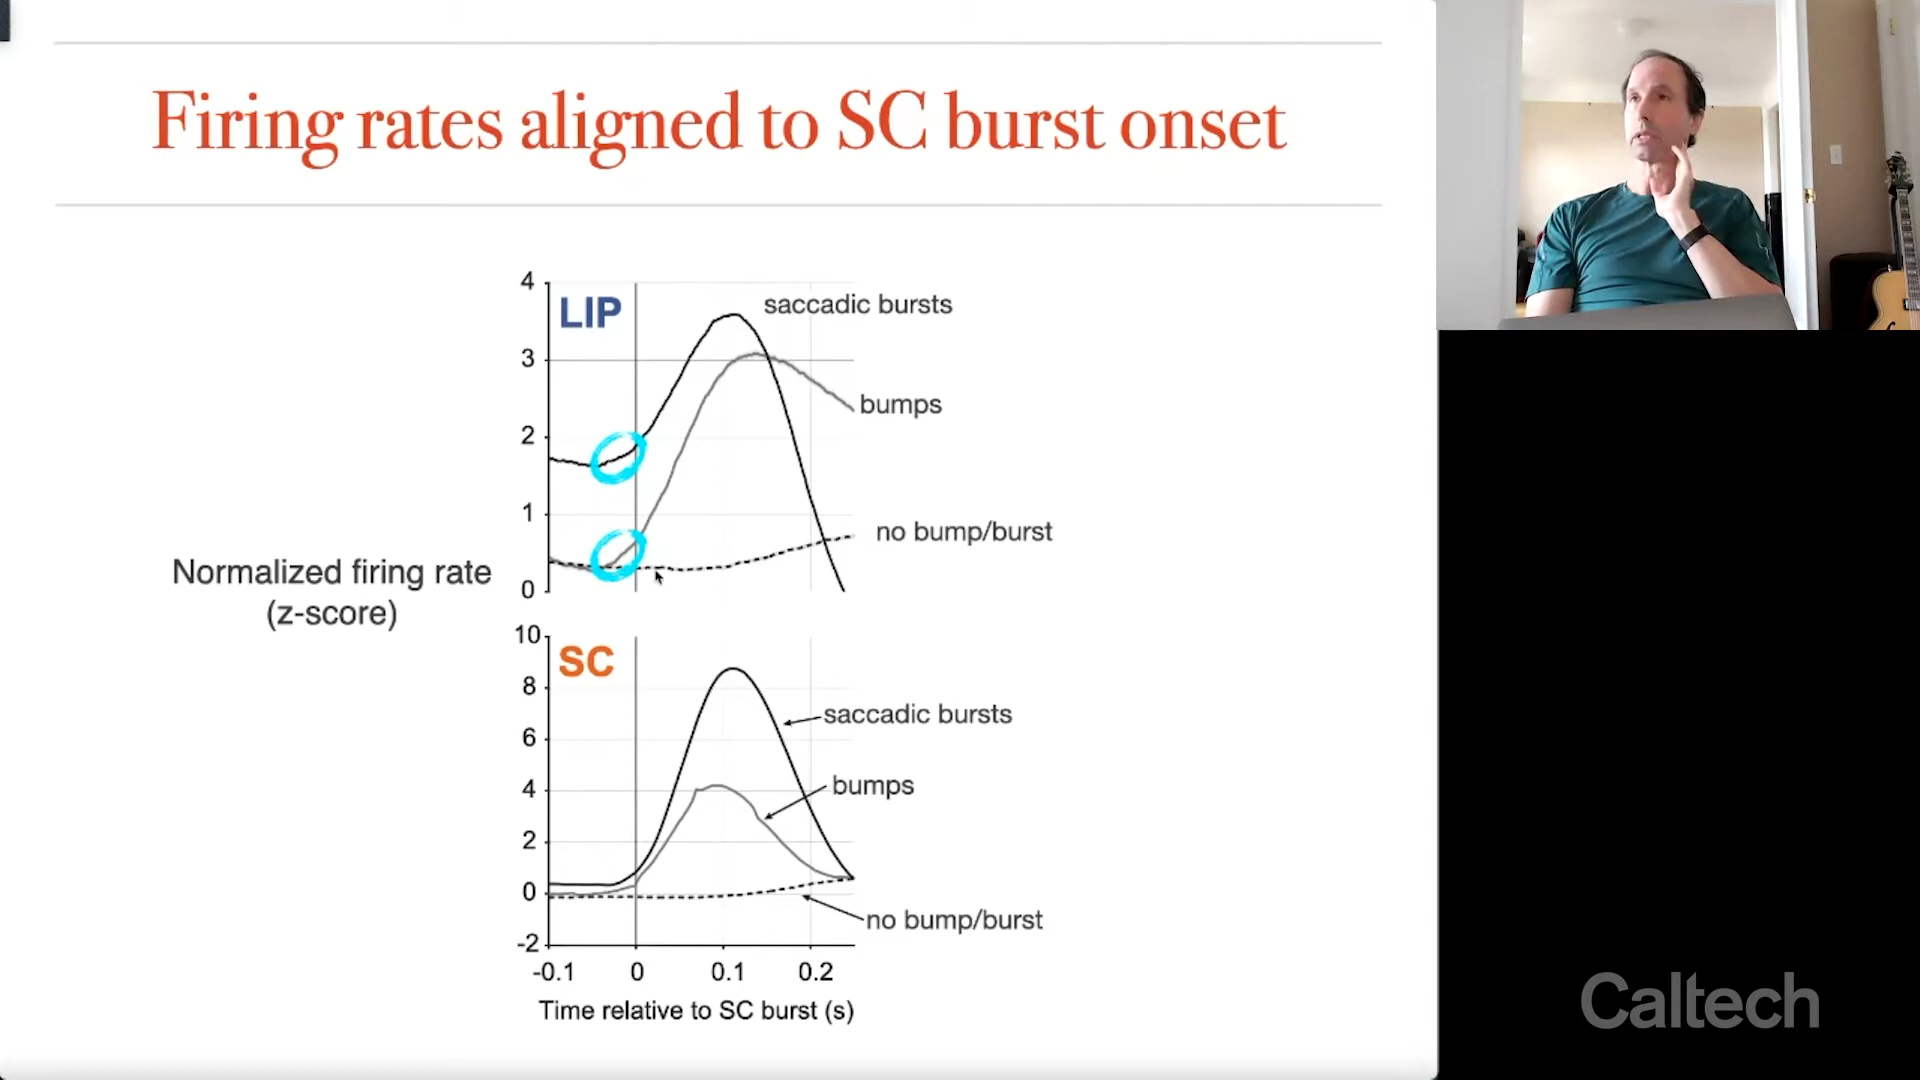 Firing rates aligned to SC burst onset
4
LIP
saccadic bursts
3
bumps
2
1
no bump/burst
0
Normalized firing rate
(z-score)
10
SC
8
saccadic bursts
6
bumps
4
2
0
no bump/burst
-2
-0.1 0 0.1 0.2
Time relative to SC burst (s)
Caltech